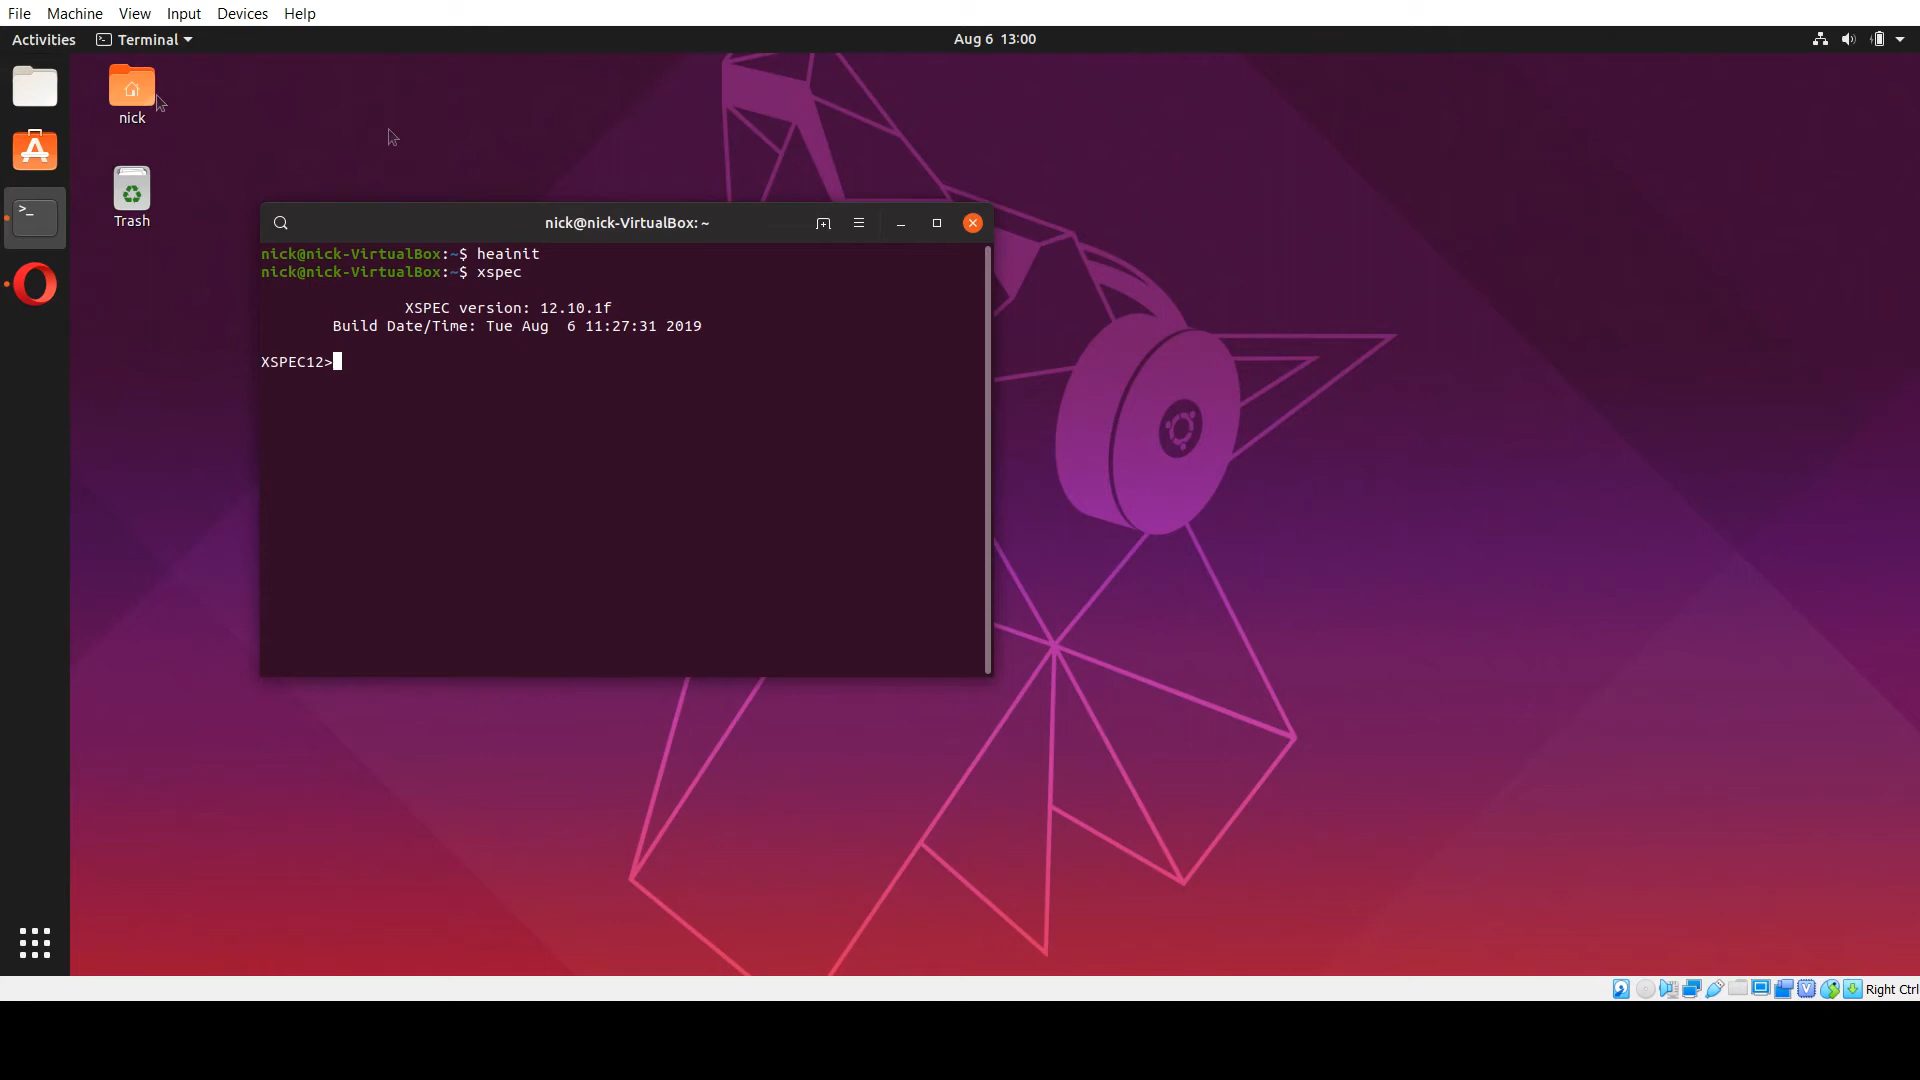 File Machine View Input Devices Help
Activities Terminal Aug 6 13:00
nick
Trash
nick@nick-VirtualBox: ~
nick@nick-VirtualBox:~$ heainit
nick@nick-VirtualBox:~$ xspec
XSPEC version: 12.10.1f
Build Date/Time: Tue Aug  6 11:27:31 2019
XSPEC12>
Right Ctrl